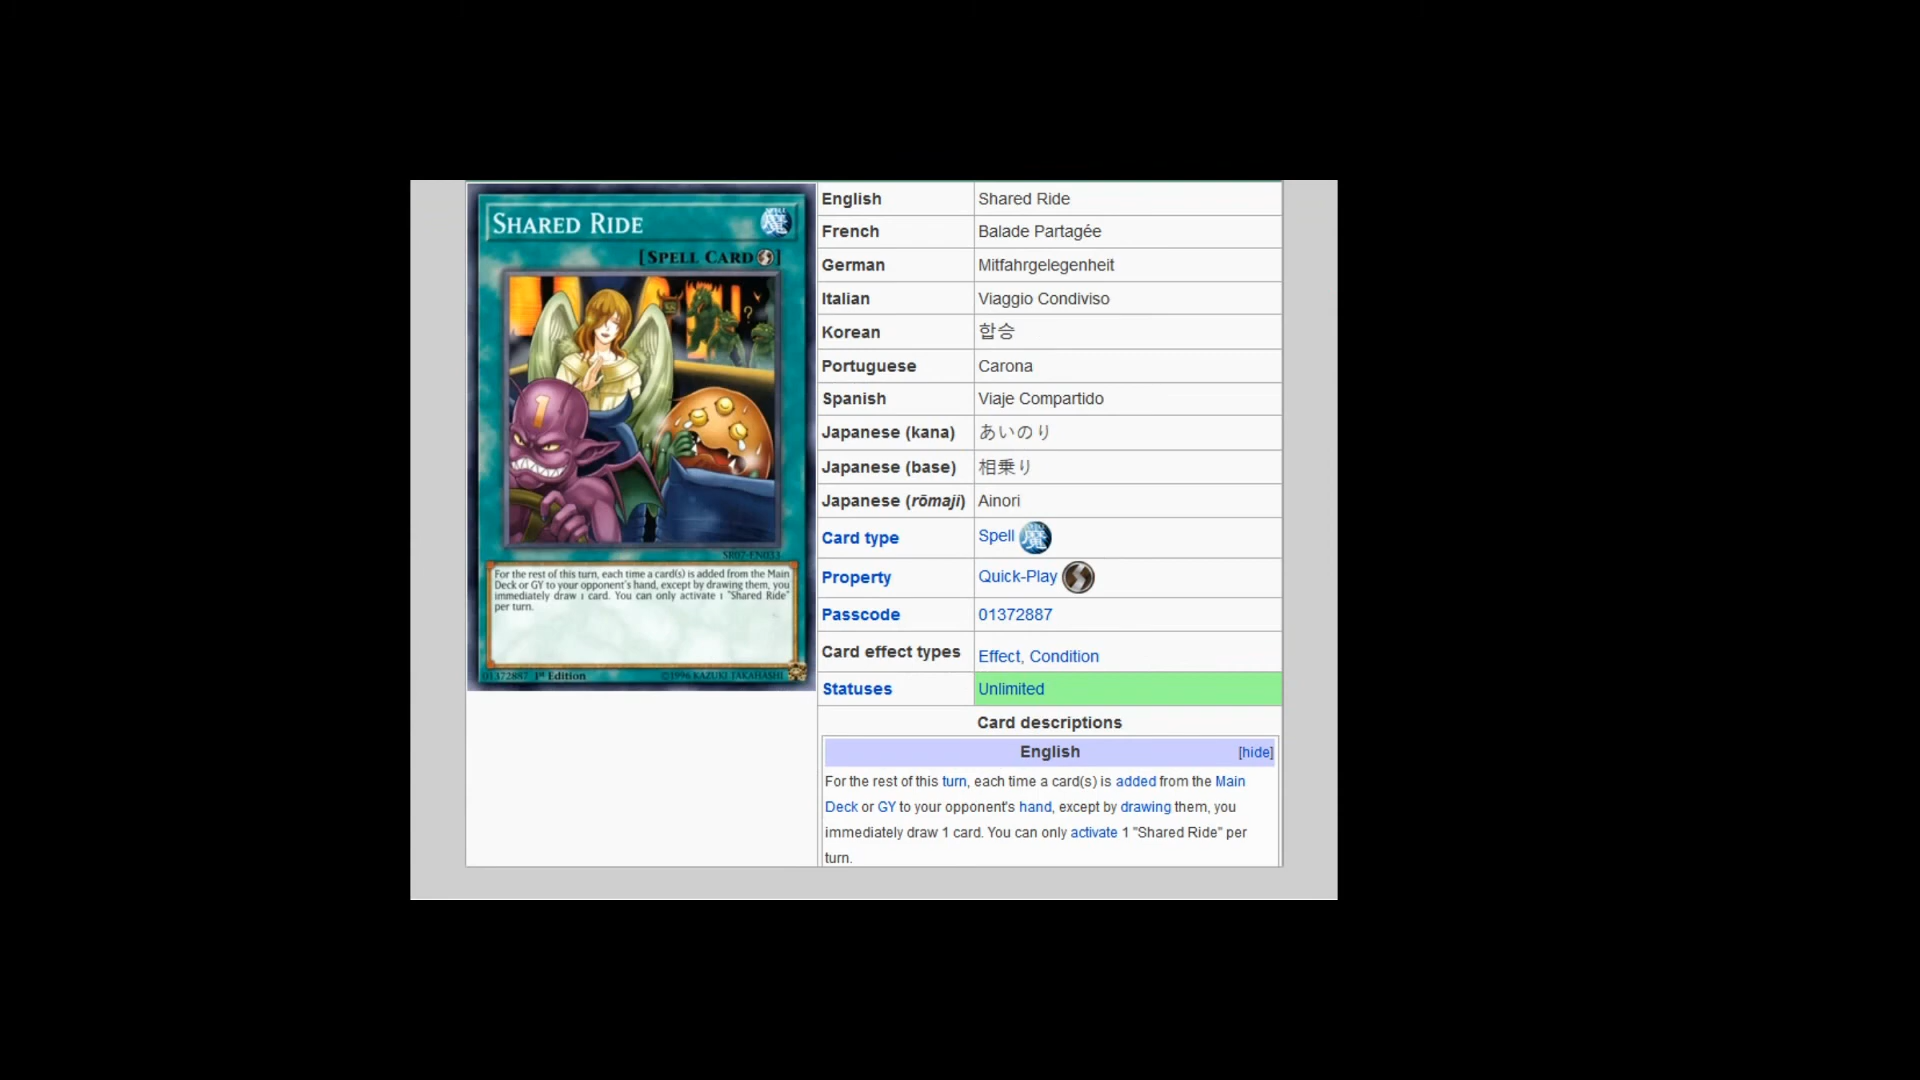 SHARED RIDE
[SPELL CARD]
1
?
SR07-EN033
For the rest of this turn, each time a card(s) is added from the Main
Deck or GY to your opponent's hand, except by drawing them, you
immediately draw 1 card. You can only activate 1 "Shared Ride"
per turn.
01372887 1st Edition ©1996 KAZUKI TAKAHASHI
English Shared Ride
French Balade Partagée
German Mitfahrgelegenheit
Italian Viaggio Condiviso
Korean 합승
Portuguese Carona
Spanish Viaje Compartido
Japanese (kana) あいのり
Japanese (base) 相乗り
Japanese (rōmaji) Ainori
Card type Spell
Property Quick-Play
Passcode 01372887
Card effect types Effect, Condition
Statuses Unlimited
Card descriptions
English [hide]
For the rest of this turn, each time a card(s) is added from the Main
Deck or GY to your opponent's hand, except by drawing them, you
immediately draw 1 card. You can only activate 1 "Shared Ride" per
turn.